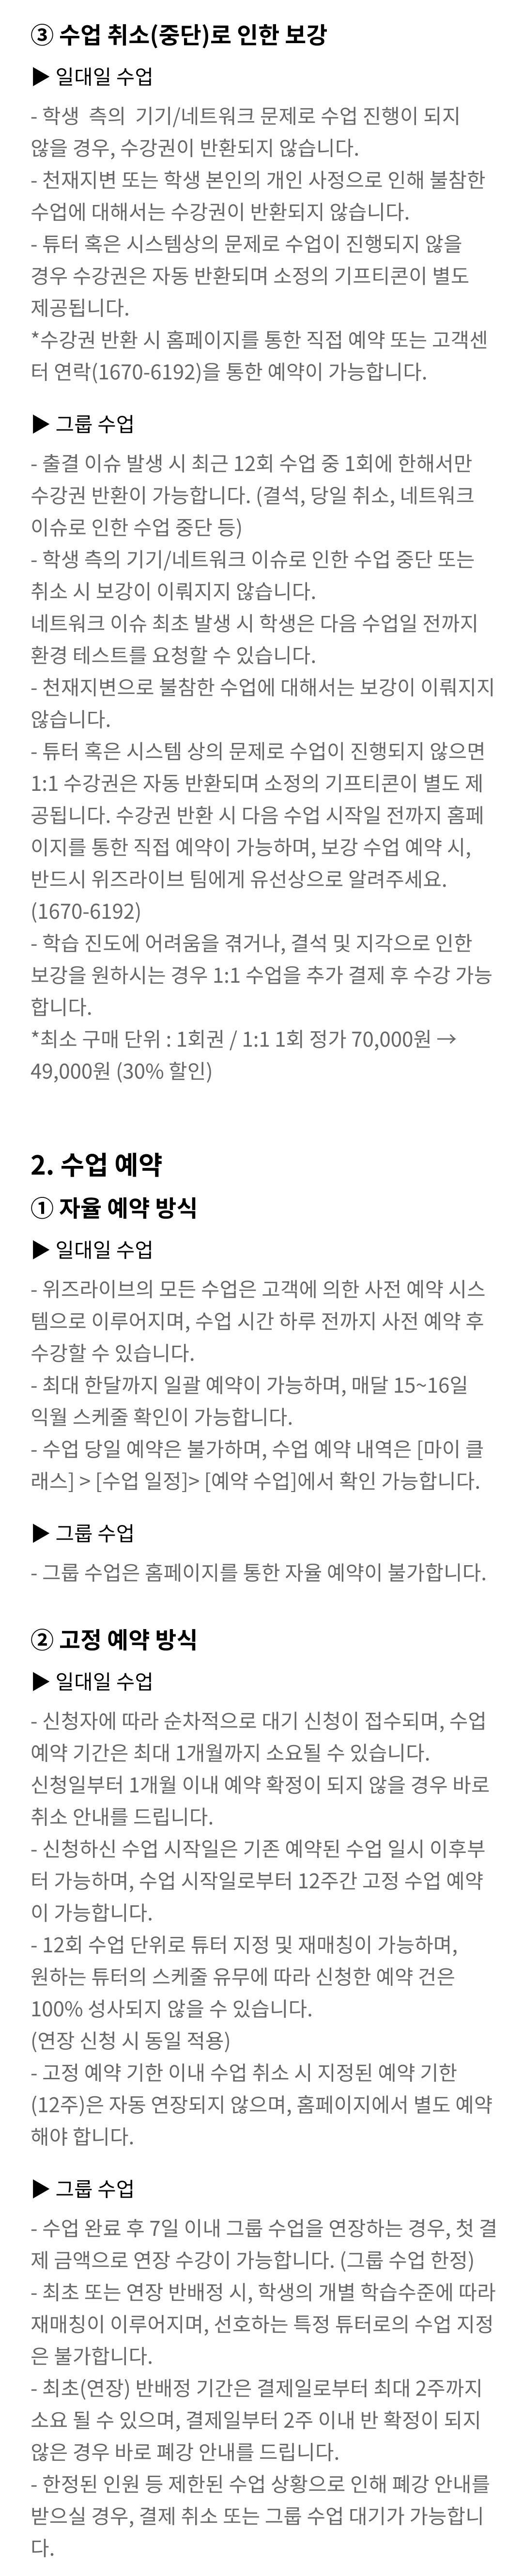 ③ 수업 취소(중단)로 인한 보강
▶ 일대일 수업
- 학생 측의 기기/네트워크 문제로 수업 진행이 되지
않을 경우, 수강권이 반환되지 않습니다.
- 천재지변 또는 학생 본인의 개인 사정으로 인해 불참한
수업에 대해서는 수강권이 반환되지 않습니다.
- 튜터 혹은 시스템상의 문제로 수업이 진행되지 않을
경우 수강권은 자동 반환되며 소정의 기프티콘이 별도
제공됩니다.
*수강권 반환 시 홈페이지를 통한 직접 예약 또는 고객센
터 연락(1670-6192)을 통한 예약이 가능합니다.
▶ 그룹 수업
- 출결 이슈 발생 시 최근 12회 수업 중 1회에 한해서만
수강권 반환이 가능합니다. (결석, 당일 취소, 네트워크
이슈로 인한 수업 중단 등)
- 학생 측의 기기/네트워크 이슈로 인한 수업 중단 또는
취소 시 보강이 이뤄지지 않습니다.
네트워크 이슈 최초 발생 시 학생은 다음 수업일 전까지
환경 테스트를 요청할 수 있습니다.
- 천재지변으로 불참한 수업에 대해서는 보강이 이뤄지지
않습니다.
- 튜터 혹은 시스템 상의 문제로 수업이 진행되지 않으면
1:1 수강권은 자동 반환되며 소정의 기프티콘이 별도 제
공됩니다. 수강권 반환 시 다음 수업 시작일 전까지 홈페
이지를 통한 직접 예약이 가능하며, 보강 수업 예약 시,
반드시 위즈라이브 팀에게 유선상으로 알려주세요.
(1670-6192)
- 학습 진도에 어려움을 겪거나, 결석 및 지각으로 인한
보강을 원하시는 경우 1:1 수업을 추가 결제 후 수강 가능
합니다.
*최소 구매 단위 : 1회권 / 1:1 1회 정가 70,000원 →
49,000원 (30% 할인)
2. 수업 예약
① 자율 예약 방식
▶ 일대일 수업
- 위즈라이브의 모든 수업은 고객에 의한 사전 예약 시스
템으로 이루어지며, 수업 시간 하루 전까지 사전 예약 후
수강할 수 있습니다.
- 최대 한달까지 일괄 예약이 가능하며, 매달 15~16일
익월 스케줄 확인이 가능합니다.
- 수업 당일 예약은 불가하며, 수업 예약 내역은 [마이 클
래스] > [수업 일정]> [예약 수업]에서 확인 가능합니다.
▶ 그룹 수업
- 그룹 수업은 홈페이지를 통한 자율 예약이 불가합니다.
② 고정 예약 방식
▶ 일대일 수업
- 신청자에 따라 순차적으로 대기 신청이 접수되며, 수업
예약 기간은 최대 1개월까지 소요될 수 있습니다.
신청일부터 1개월 이내 예약 확정이 되지 않을 경우 바로
취소 안내를 드립니다.
- 신청하신 수업 시작일은 기존 예약된 수업 일시 이후부
터 가능하며, 수업 시작일로부터 12주간 고정 수업 예약
이 가능합니다.
- 12회 수업 단위로 튜터 지정 및 재매칭이 가능하며,
원하는 튜터의 스케줄 유무에 따라 신청한 예약 건은
100% 성사되지 않을 수 있습니다.
(연장 신청 시 동일 적용)
- 고정 예약 기한 이내 수업 취소 시 지정된 예약 기한
(12주)은 자동 연장되지 않으며, 홈페이지에서 별도 예약
해야 합니다.
▶ 그룹 수업
- 수업 완료 후 7일 이내 그룹 수업을 연장하는 경우, 첫 결
제 금액으로 연장 수강이 가능합니다. (그룹 수업 한정)
- 최초 또는 연장 반배정 시, 학생의 개별 학습수준에 따라
재매칭이 이루어지며, 선호하는 특정 튜터로의 수업 지정
은 불가합니다.
- 최초(연장) 반배정 기간은 결제일로부터 최대 2주까지
소요 될 수 있으며, 결제일부터 2주 이내 반 확정이 되지
않은 경우 바로 폐강 안내를 드립니다.
- 한정된 인원 등 제한된 수업 상황으로 인해 폐강 안내를
받으실 경우, 결제 취소 또는 그룹 수업 대기가 가능합니
다.